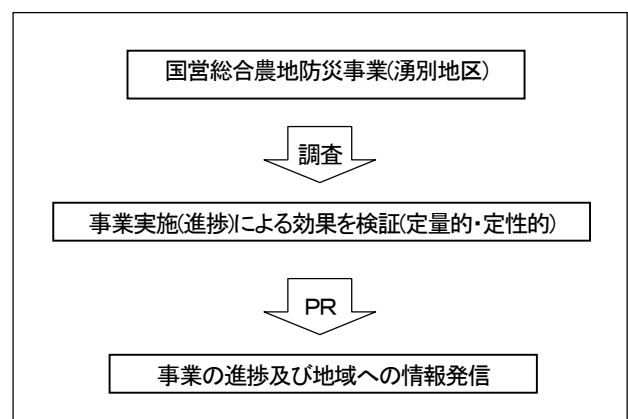 国営総合農地防災事業(湧別地区)
調査
事業実施(進捗)による効果を検証(定量的・定性的)
PR
事業の進捗及び地域への情報発信